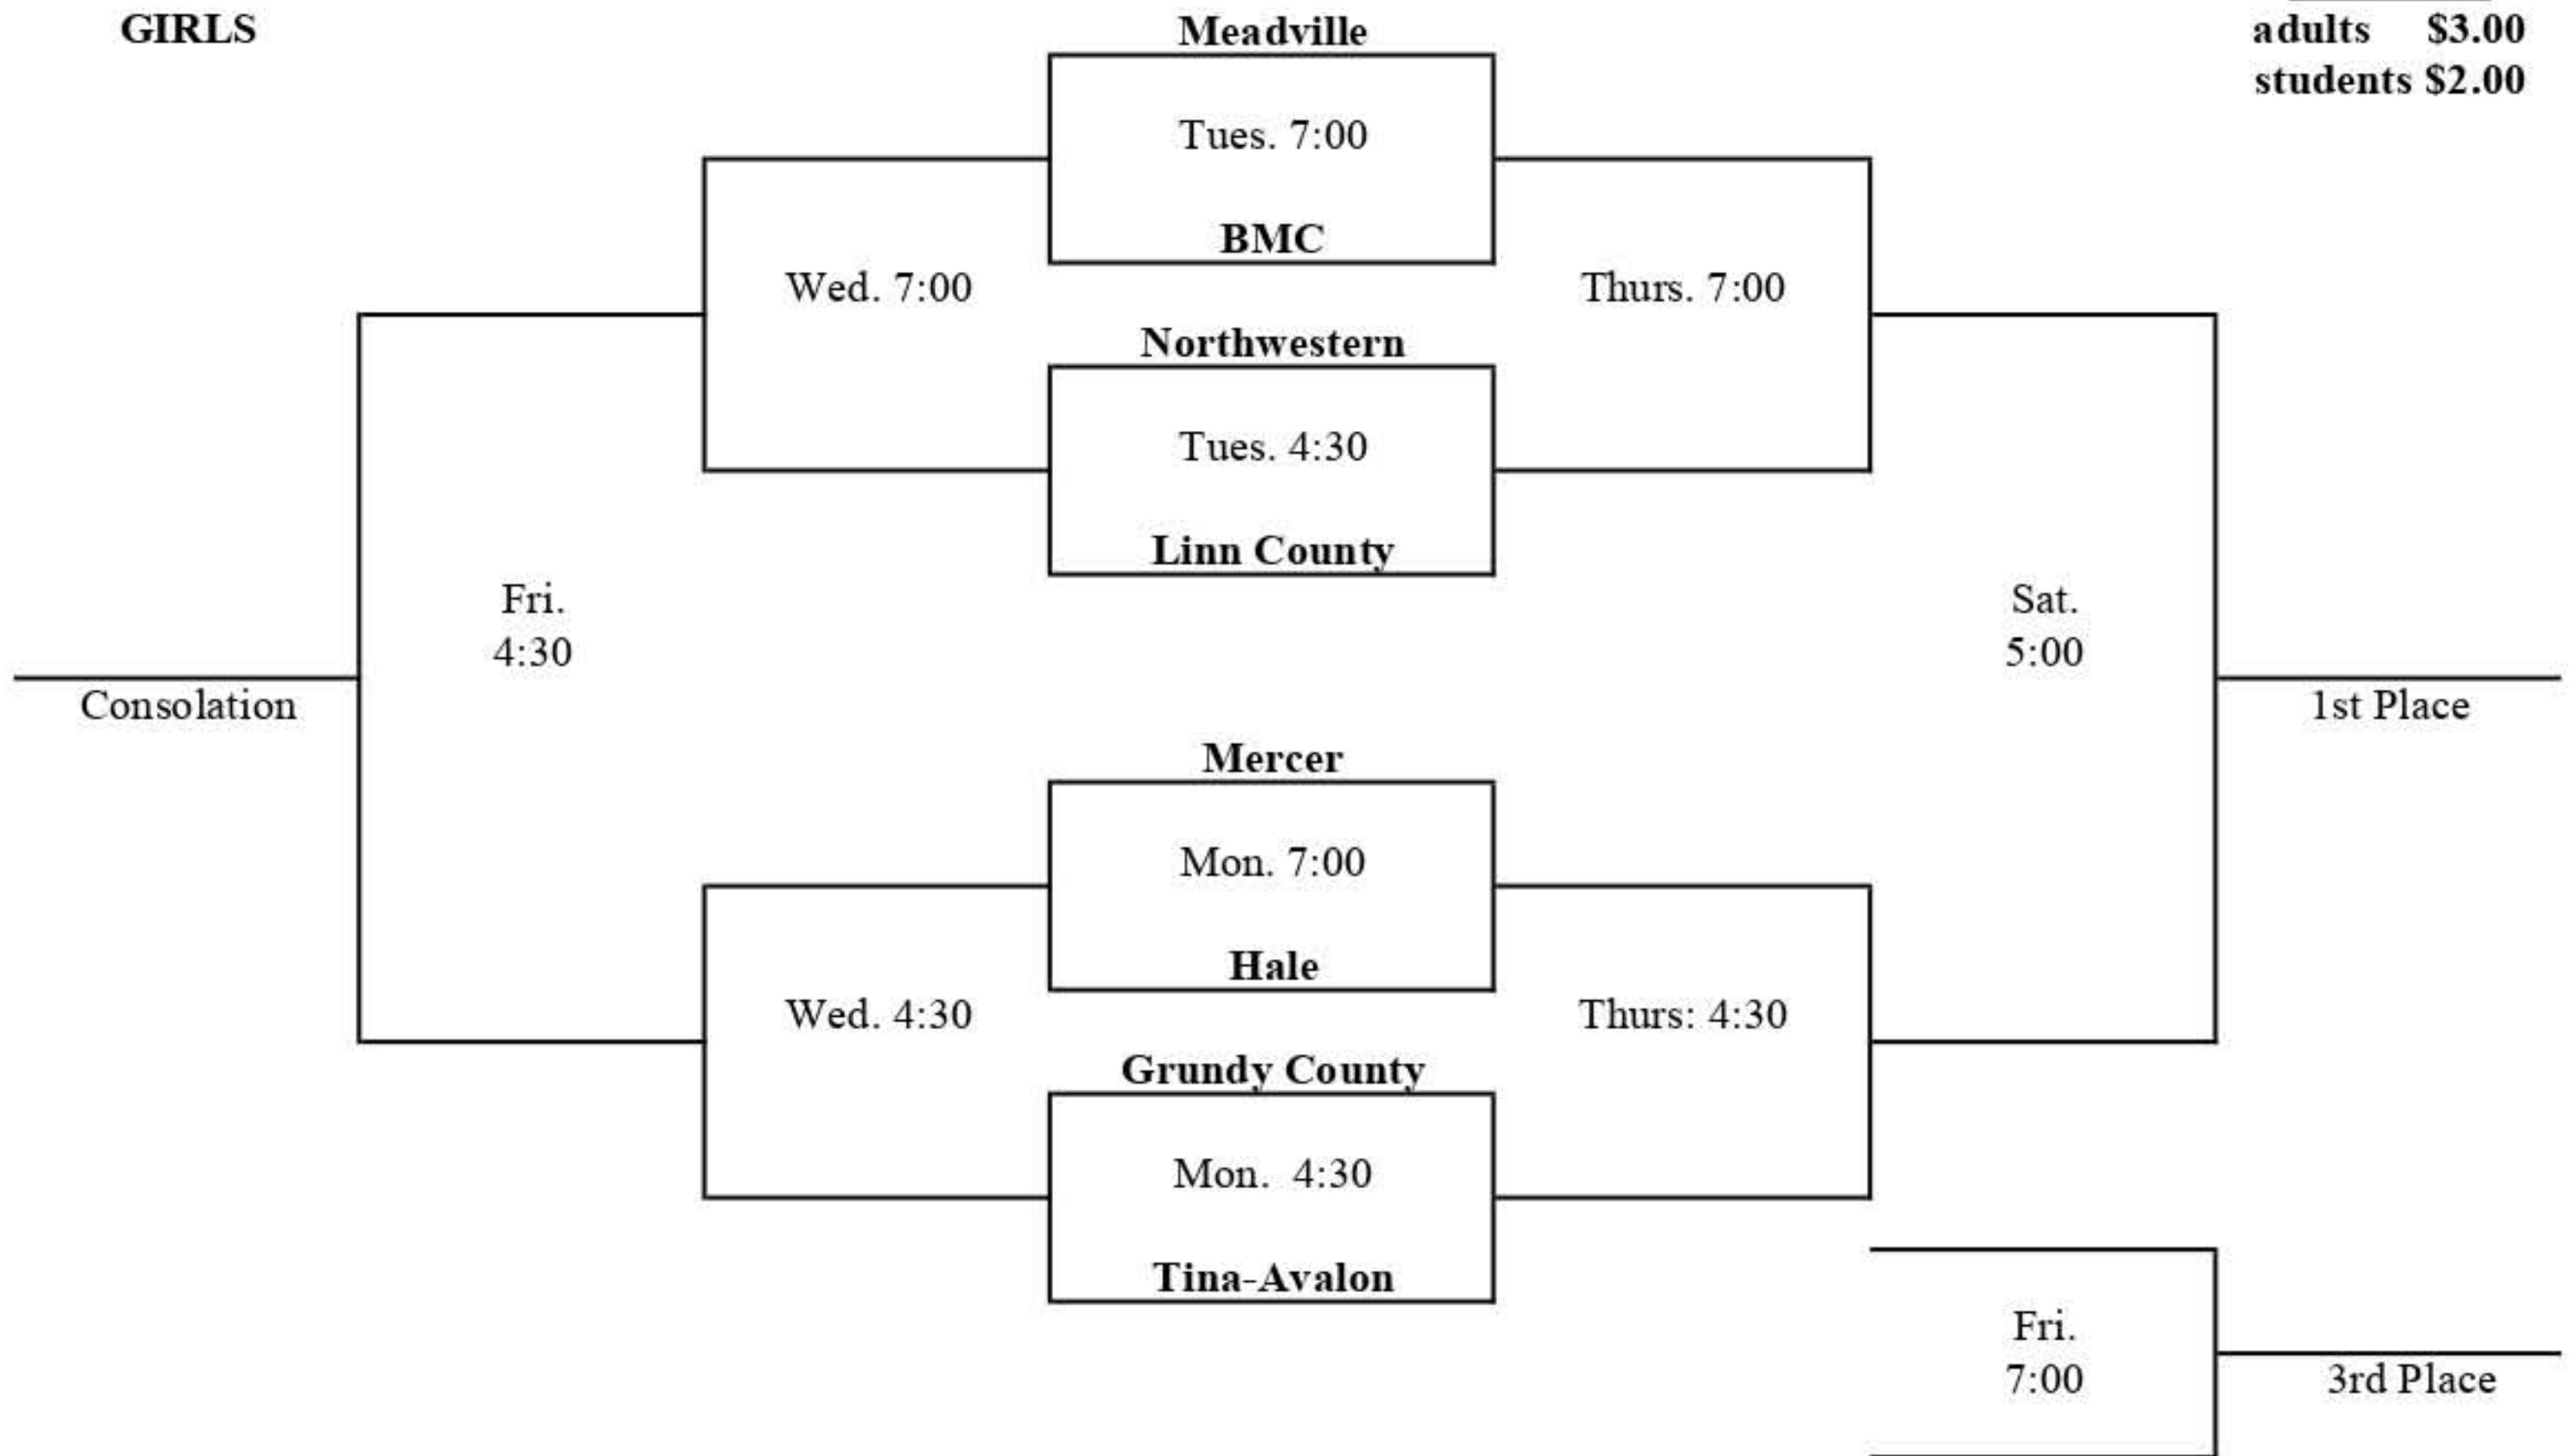 GIRLS
adults $3.00
students $2.00
Meadville
Tues. 7:00
BMC
Wed. 7:00
Thurs. 7:00
Northwestern
Tues. 4:30
Linn County
Fri.
4:30
Sat.
5:00
Consolation
1st Place
Mercer
Mon. 7:00
Hale
Wed. 4:30
Thurs: 4:30
Grundy County
Mon. 4:30
Tina-Avalon
Fri.
7:00
3rd Place